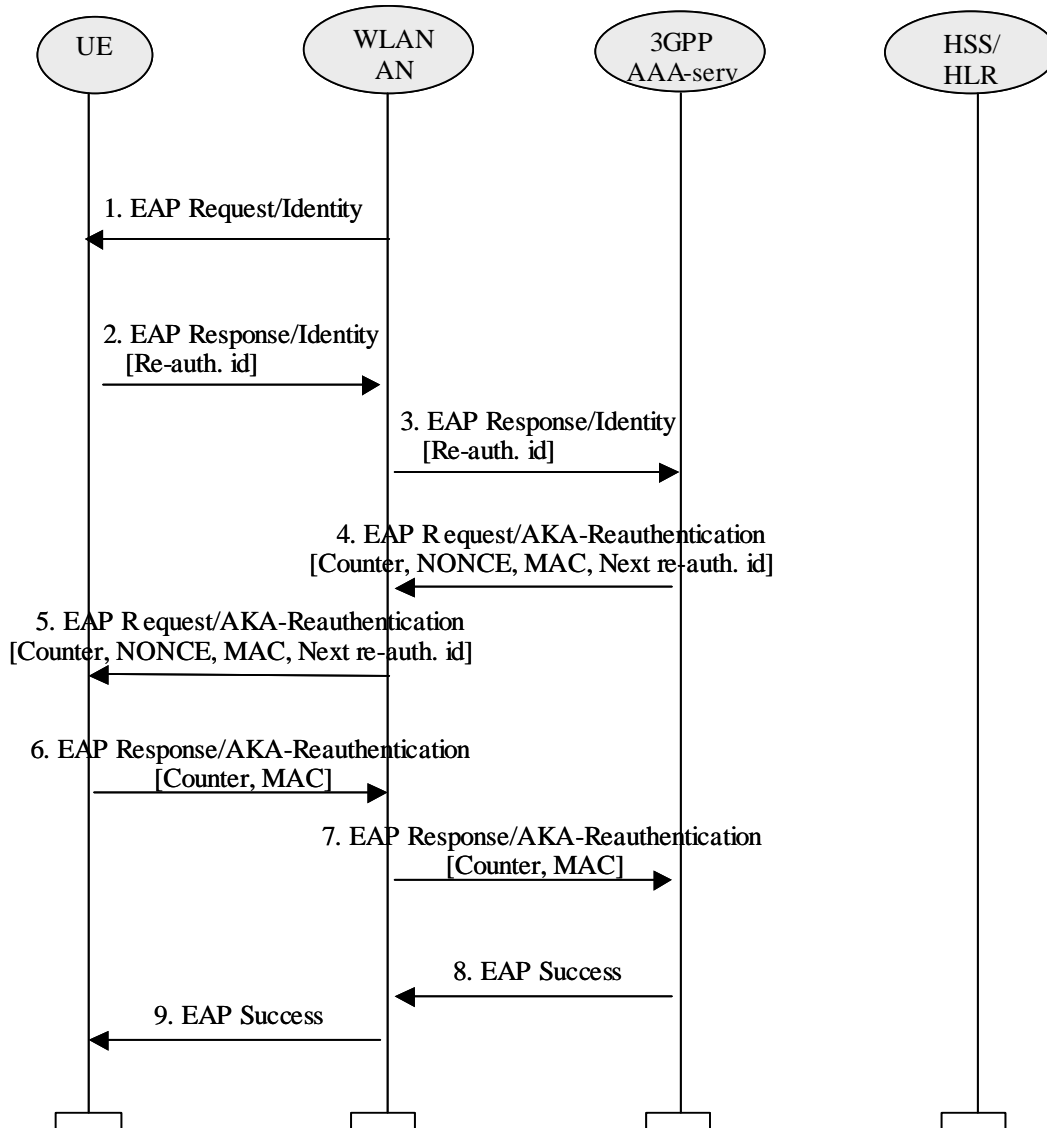 UE
WLAN
AN
3GPP
AAA-serv
HSS/
HLR
1. EAP Request/Identity
2. EAP Response/Identity
[Re-auth. id]
3. EAP Response/Identity
[Re-auth. id]
4. EAP Request/AKA-Reauthentication
[Counter, NONCE, MAC, Next re-auth. id]
5. EAP Request/AKA-Reauthentication
[Counter, NONCE, MAC, Next re-auth. id]
6. EAP Response/AKA-Reauthentication
[Counter, MAC]
7. EAP Response/AKA-Reauthentication
[Counter, MAC]
8. EAP Success
9. EAP Success